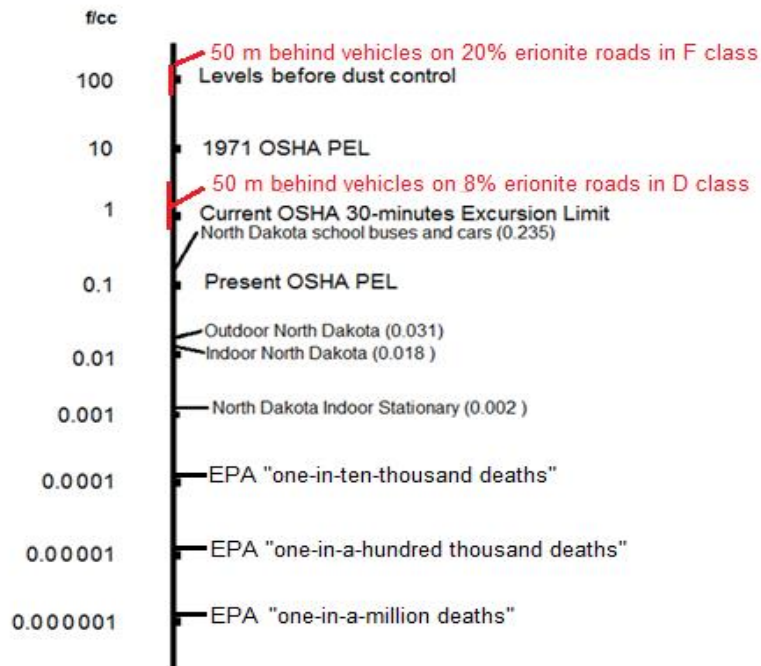 f/cc
50 m behind vehicles on 20% erionite roads in F class
100 Levels before dust control
10 1971 OSHA PEL
50 m behind vehicles on 8% erionite roads in D class
1 Current OSHA 30-minutes Excursion Limit
North Dakota school buses and cars (0.235)
0.1 Present OSHA PEL
Outdoor North Dakota (0.031)
0.01 Indoor North Dakota (0.018 )
0.001 North Dakota Indoor Stationary (0.002 )
0.0001 EPA "one-in-ten-thousand deaths"
0.00001 EPA "one-in-a-hundred thousand deaths"
0.000001 EPA "one-in-a-million deaths"